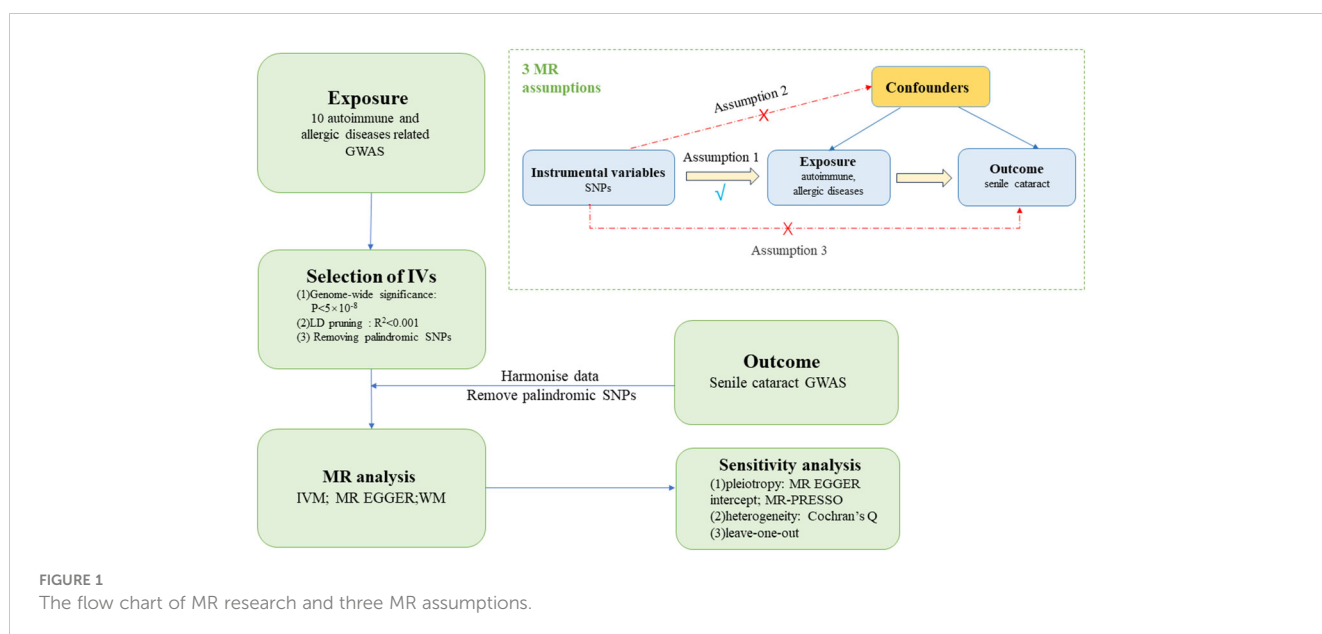 Exposure
10 autoimmune and
allergic diseases related
GWAS
3 MR
assumptions
Confounders
Assumption 2
Assumption 1
√
Instrumental variables
SNPs
Exposure
autoimmune,
allergic diseases
Outcome
senile cataract
X
X
Assumption 3
Selection of IVs
(1)Genome-wide significance:
P<5×10-8
(2)LD pruning : R2<0.001
(3) Removing palindromic SNPs
Harmonise data
Remove palindromic SNPs
Outcome
Senile cataract GWAS
MR analysis
IVM; MR EGGER;WM
Sensitivity analysis
(1)pleiotropy: MR EGGER
intercept; MR-PRESSO
(2)heterogeneity: Cochran’s Q
(3)leave-one-out
FIGURE 1
The flow chart of MR research and three MR assumptions.